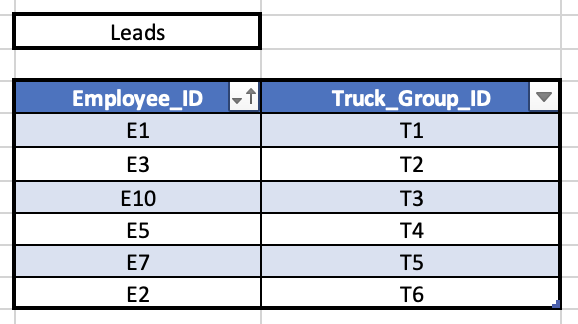 Leads
Employee_ID Truck_Group_ID
E1 T1
E3 T2
E10 T3
E5 T4
E7 T5
E2 T6